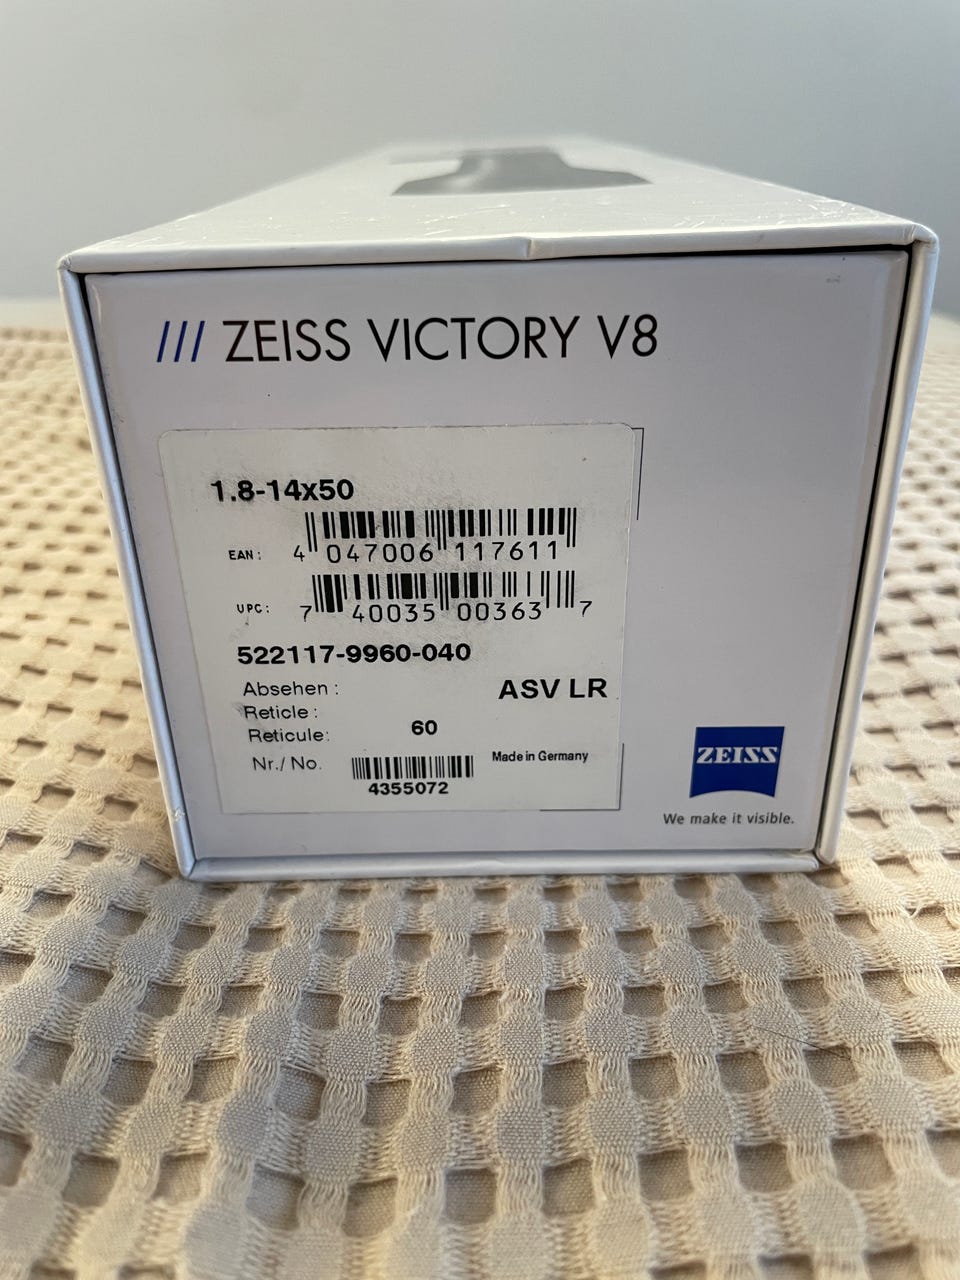 /// ZEISS VICTORY V8
1.8-14x50
EAN: 4 047006 117611
UPC: 7 40035 00363 7
522117-9960-040
Absehen : ASV LR
Reticle :
Reticule: 60
Nr./ No. Made in Germany
4355072
ZEISS
We make it visible.